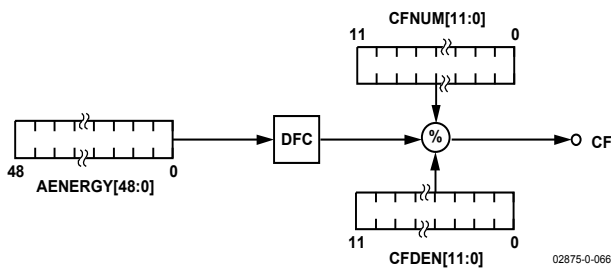 CFNUM[11:0]
11 0
DFC
%
CF
48 0
AENERGY[48:0]
11 0
CFDEN[11:0]
02875-0-066